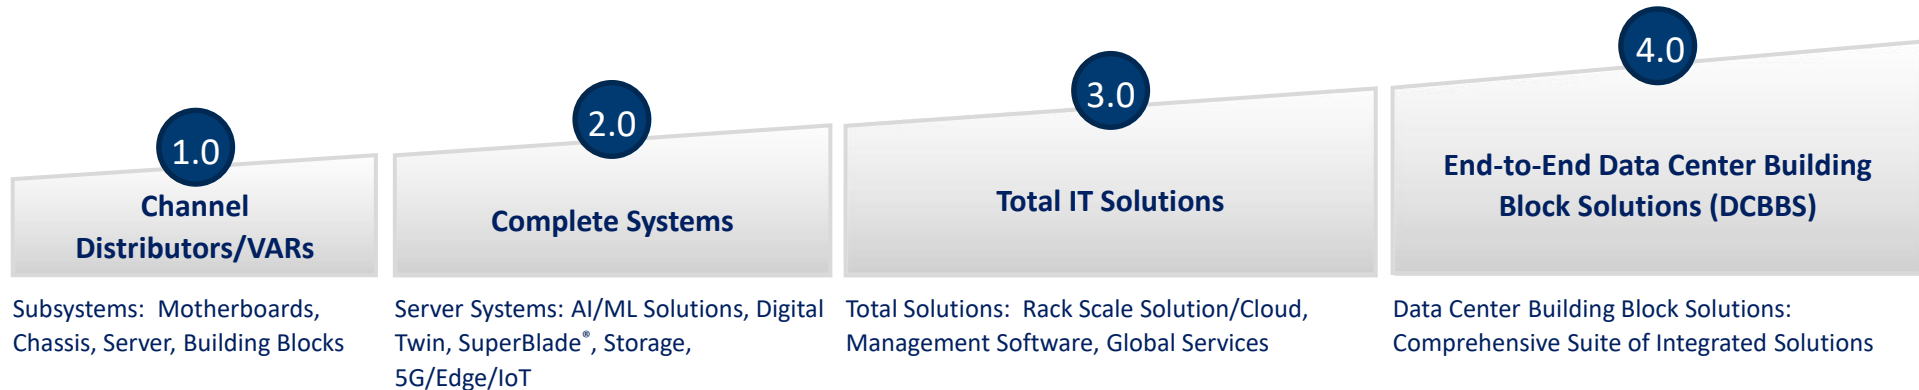 1.0
Channel
Distributors/VARs
Subsystems: Motherboards,
Chassis, Server, Building Blocks
2.0
Complete Systems
Server Systems: AI/ML Solutions, Digital
Twin, SuperBlade®, Storage,
5G/Edge/IoT
3.0
Total IT Solutions
Total Solutions: Rack Scale Solution/Cloud,
Management Software, Global Services
4.0
End-to-End Data Center Building
Block Solutions (DCBBS)
Data Center Building Block Solutions:
Comprehensive Suite of Integrated Solutions